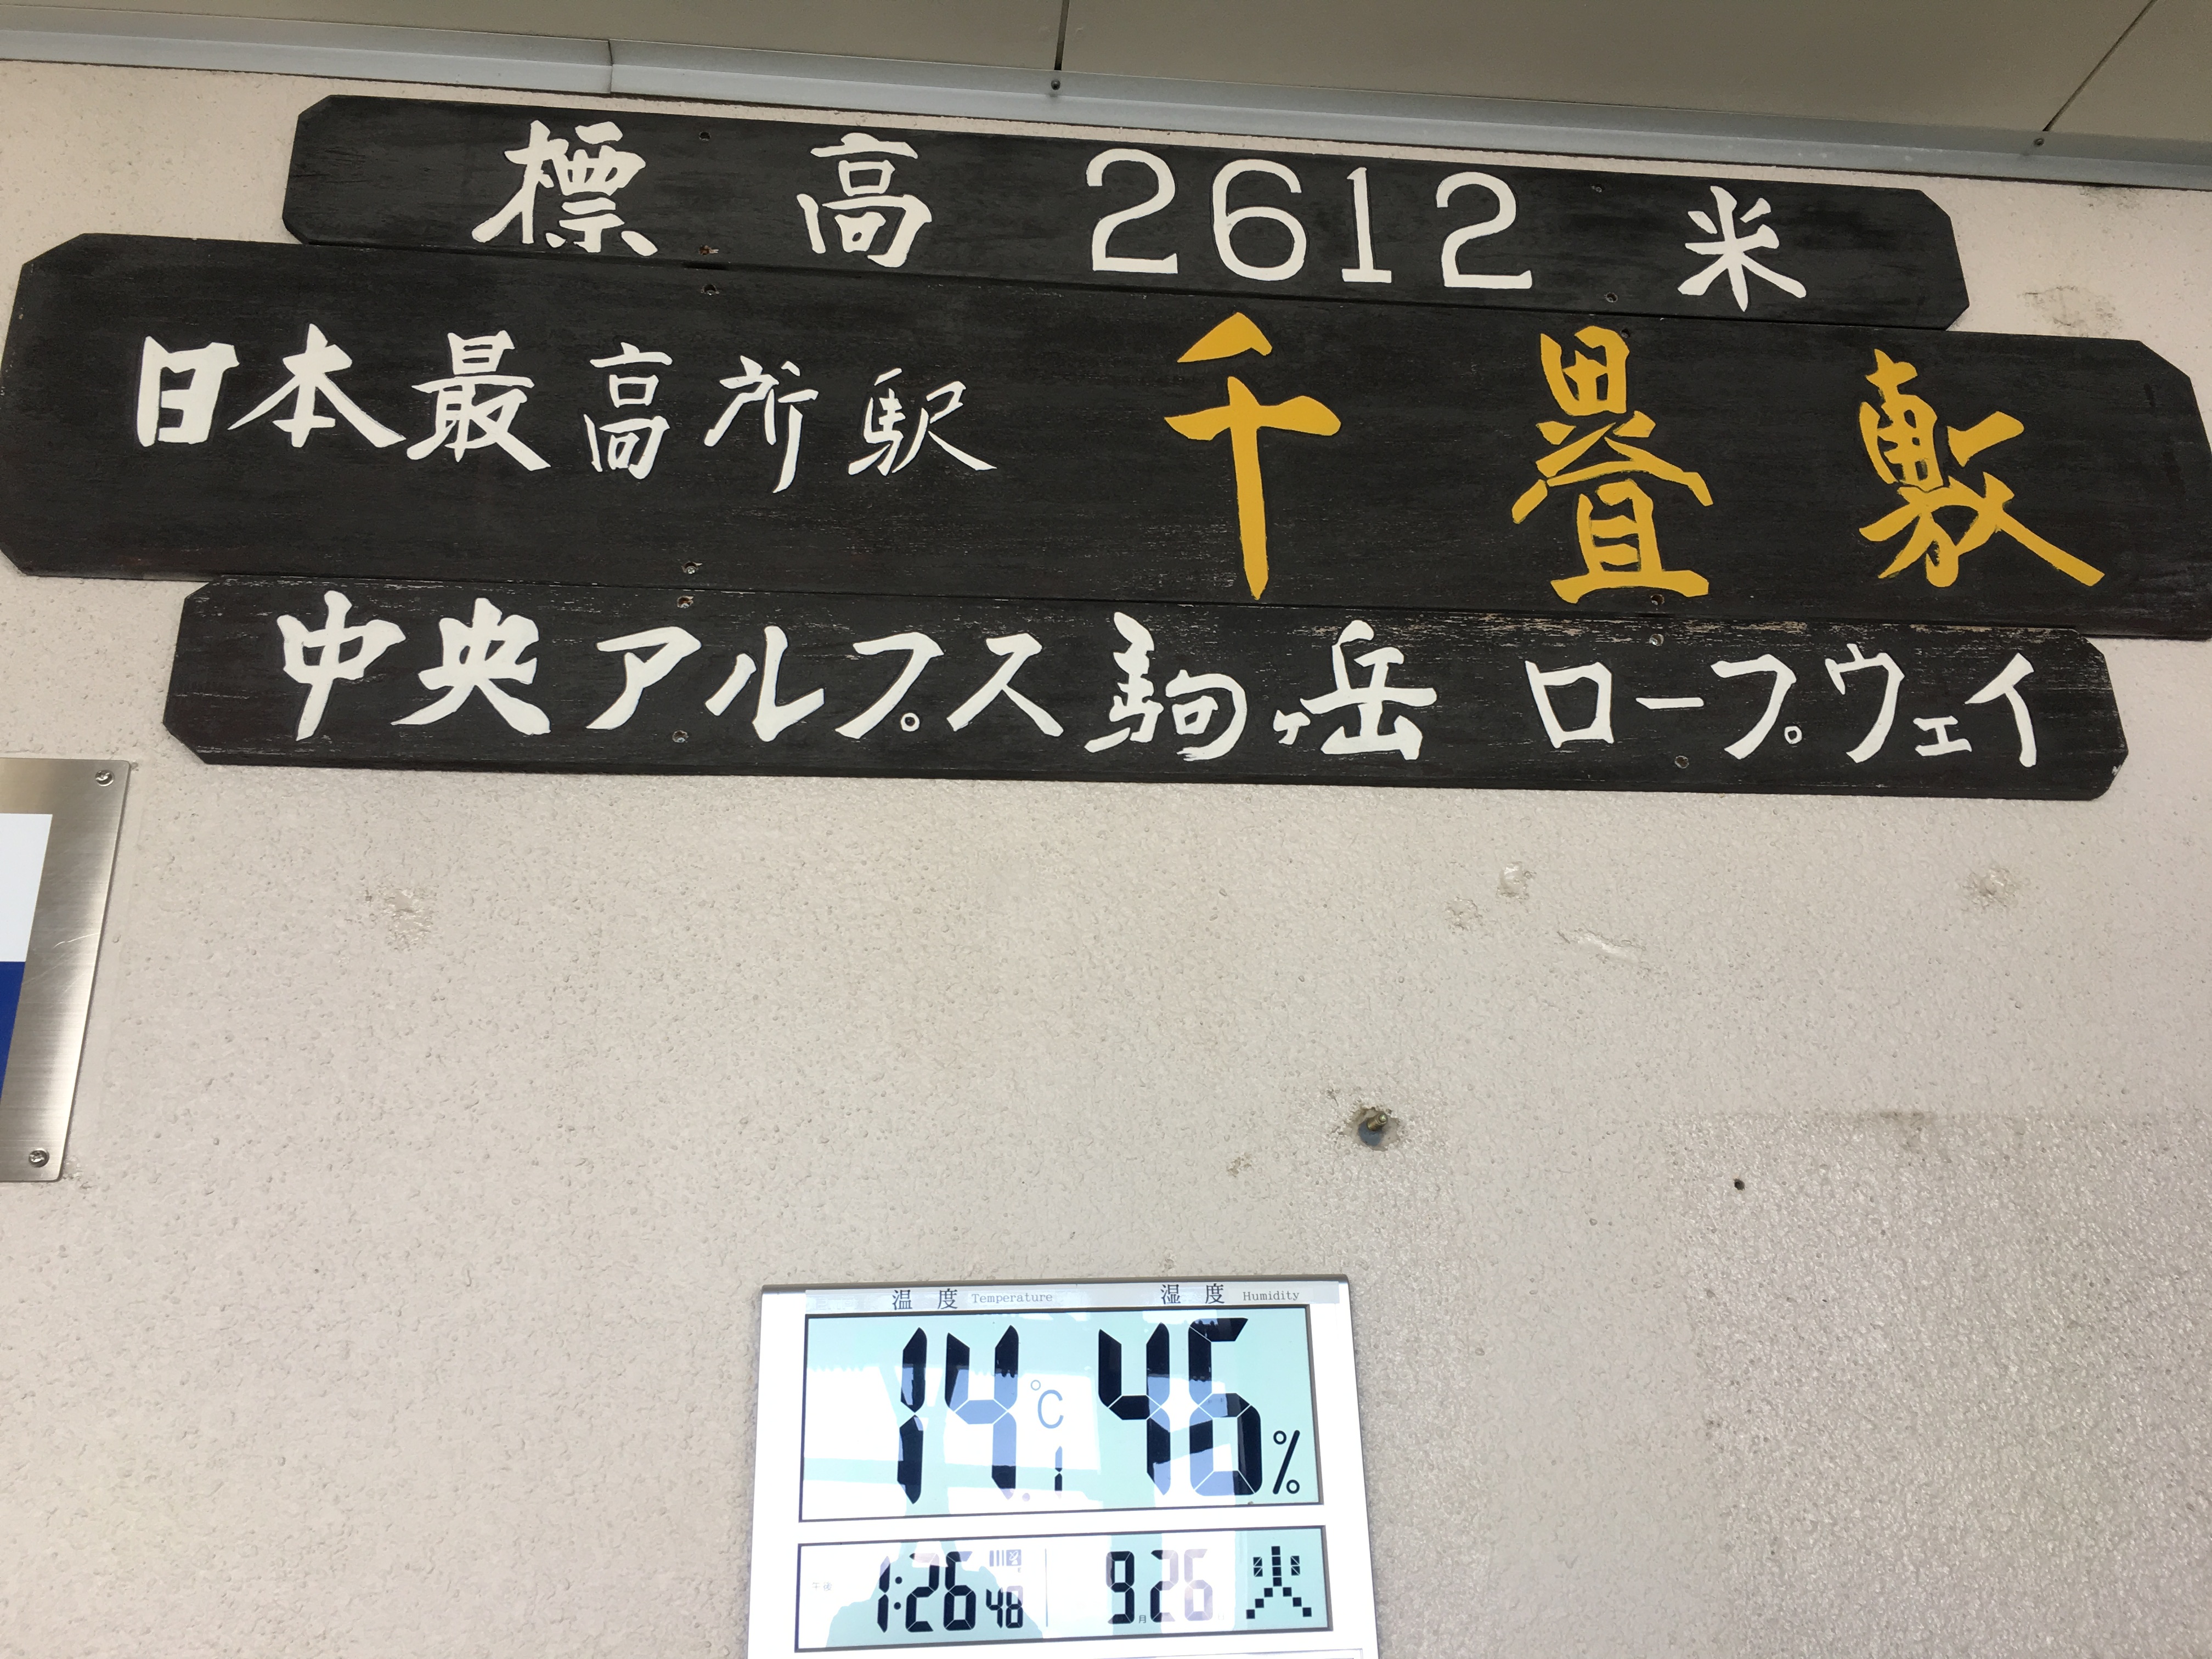 標高 2612 米
日本最高所駅 千畳敷
中央アルプス駒ヶ岳 ロープウェイ
温 度 Temperature 湿 度 Humidity
14.1 ℃ 46 %
午後 1:26 48 9月26日 火